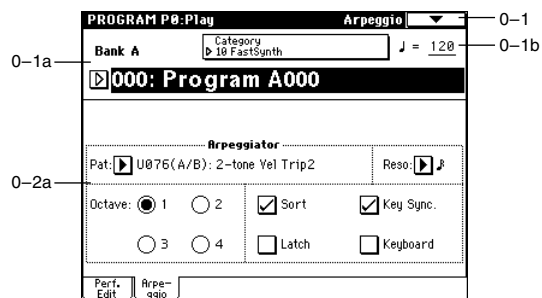 PROGRAM P0:Play Arpeggio
0–1
Bank A
Category
10 FastSynth
♩ = 120
0–1b
0–1a
000: Program A000
Arpeggiator
Pat: U076(A/B): 2-tone Vel Trip2 Reso:
0–2a
Octave: 1 2 Sort Key Sync.
3 4 Latch Keyboard
Perf. Edit
Arpe- ggio